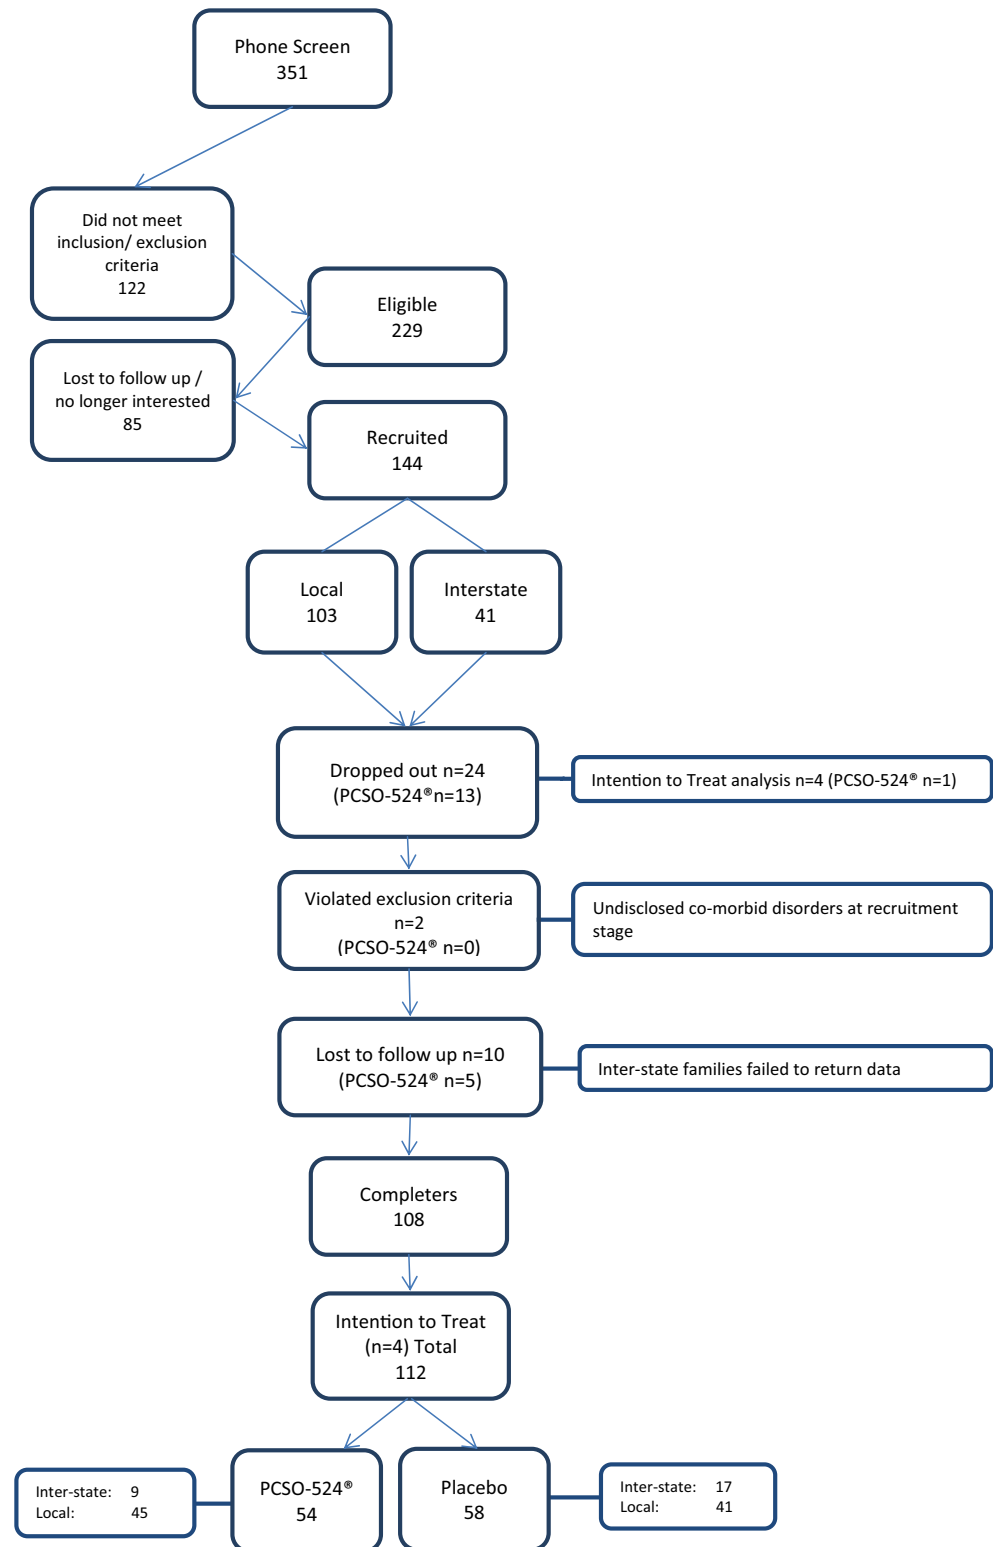 Phone Screen
351
Did not meet
inclusion/ exclusion
criteria
122
Eligible
229
Lost to follow up /
no longer interested
85
Recruited
144
Local
103
Interstate
41
Dropped out n=24
(PCSO-524®n=13)
Intention to Treat analysis n=4 (PCSO-524® n=1)
Violated exclusion criteria
n=2
(PCSO-524® n=0)
Undisclosed co-morbid disorders at recruitment
stage
Lost to follow up n=10
(PCSO-524® n=5)
Inter-state families failed to return data
Completers
108
Intention to Treat
(n=4) Total
112
Inter-state: 9
Local: 45
PCSO-524®
54
Placebo
58
Inter-state: 17
Local: 41